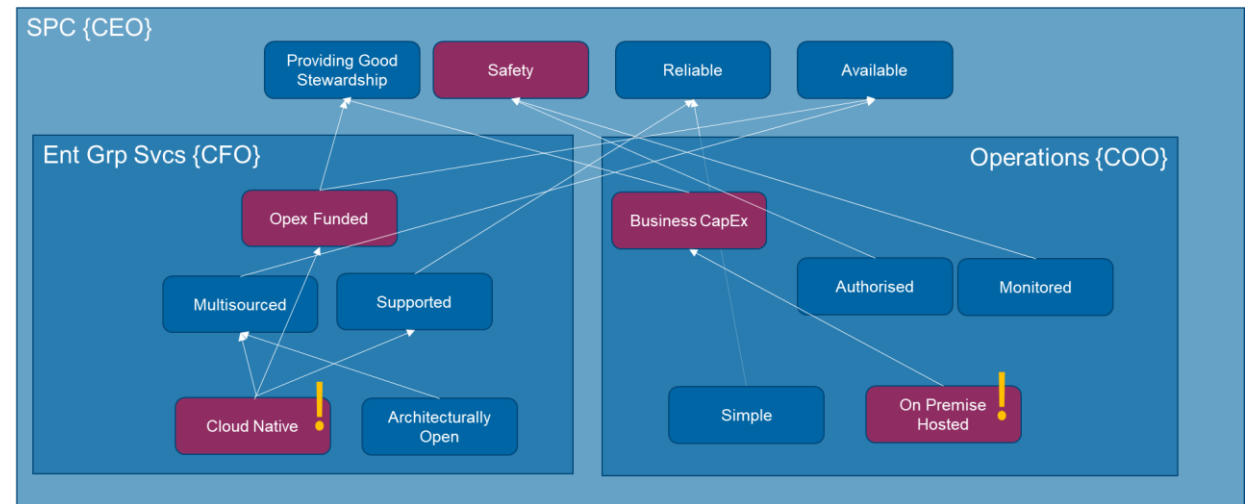 SPC {CEO}
Providing Good
Stewardship
Safety
Reliable
Available
Ent Grp Svcs {CFO}
Operations {COO}
Opex Funded
Business CapEx
Multisourced
Supported
Authorised
Monitored
Cloud Native
!
Architecturally
Open
Simple
On Premise
Hosted
!